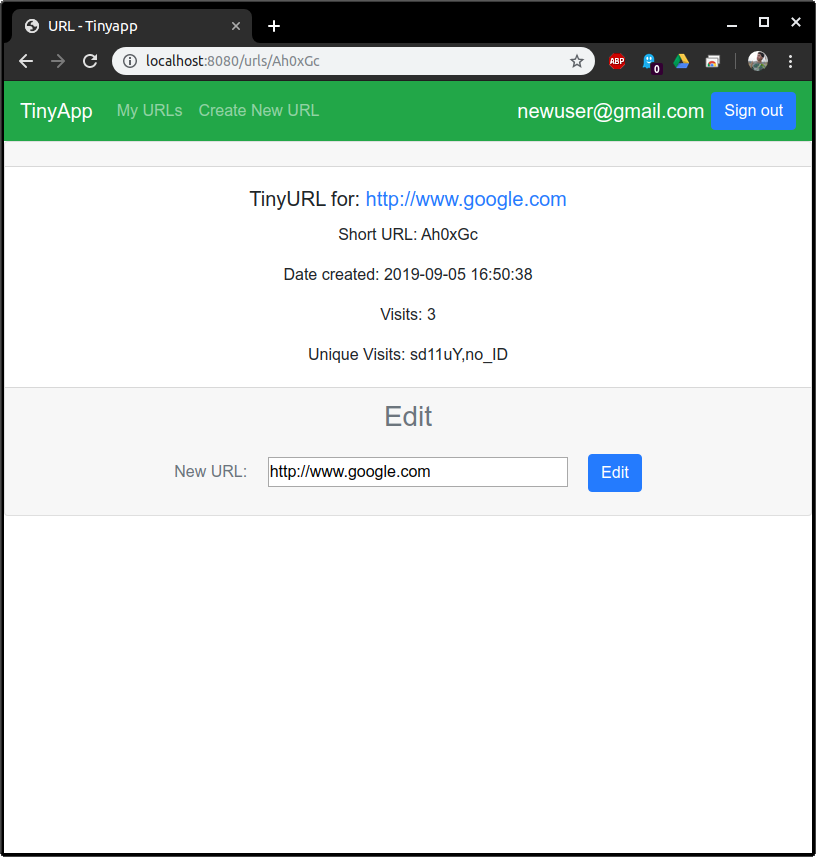 URL - Tinyapp
localhost:8080/urls/Ah0xGc
ABP
0
TinyApp My URLs Create New URL newuser@gmail.com Sign out
TinyURL for: http://www.google.com
Short URL: Ah0xGc
Date created: 2019-09-05 16:50:38
Visits: 3
Unique Visits: sd11uY,no_ID
Edit
New URL: http://www.google.com Edit